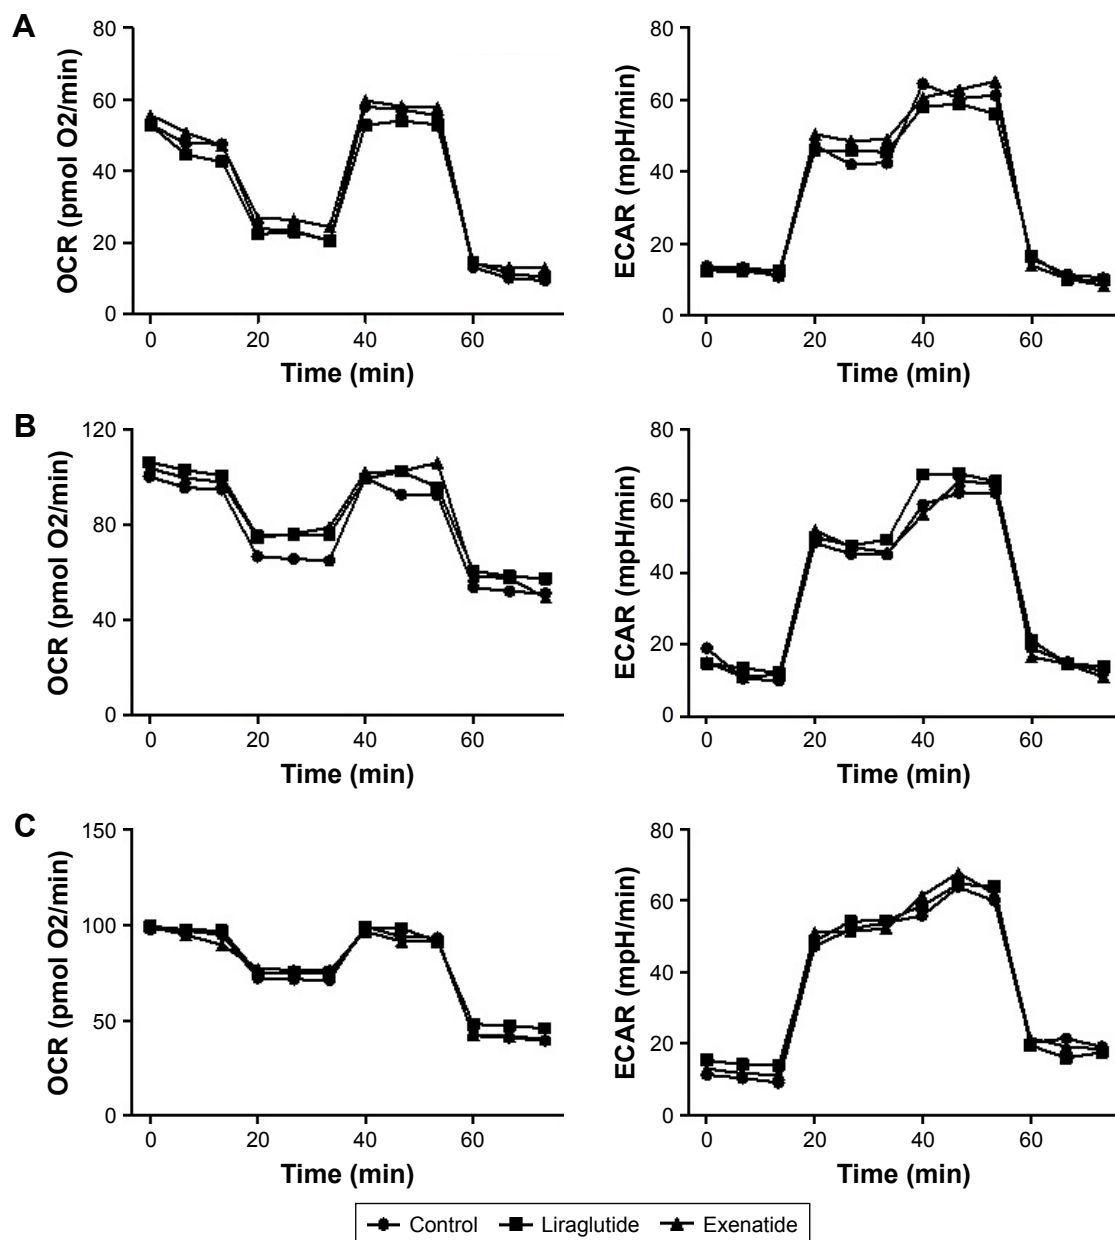 A
80
60
40
20
0
OCR (pmol O2/min)
0 20 40 60
Time (min)
80
60
40
20
0
ECAR (mpH/min)
0 20 40 60
Time (min)
B
120
80
40
0
OCR (pmol O2/min)
0 20 40 60
Time (min)
80
60
40
20
0
ECAR (mpH/min)
0 20 40 60
Time (min)
C
150
100
50
0
OCR (pmol O2/min)
0 20 40 60
Time (min)
80
60
40
20
0
ECAR (mpH/min)
0 20 40 60
Time (min)
Control Liraglutide Exenatide